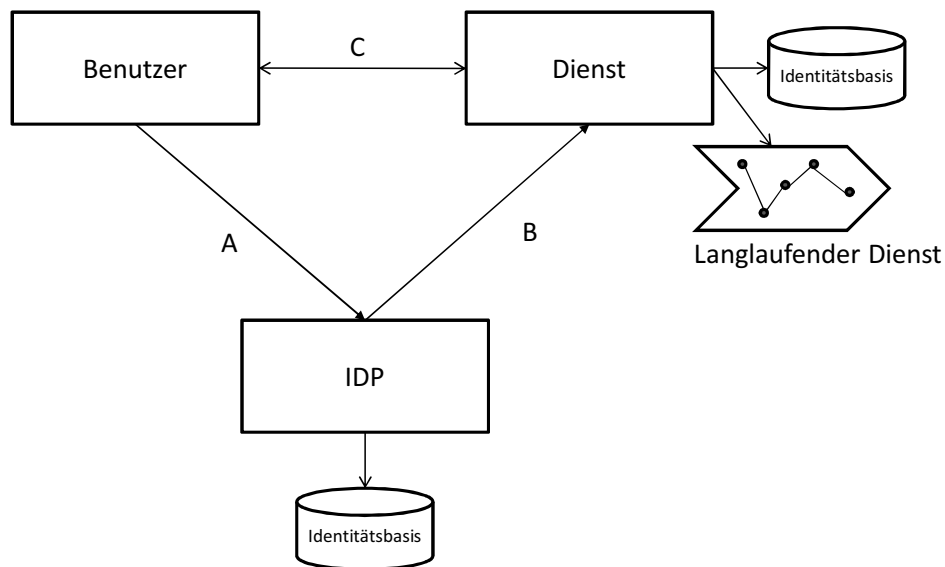 C
Benutzer
Dienst
Identitätsbasis
Langlaufender Dienst
A
B
IDP
Identitätsbasis